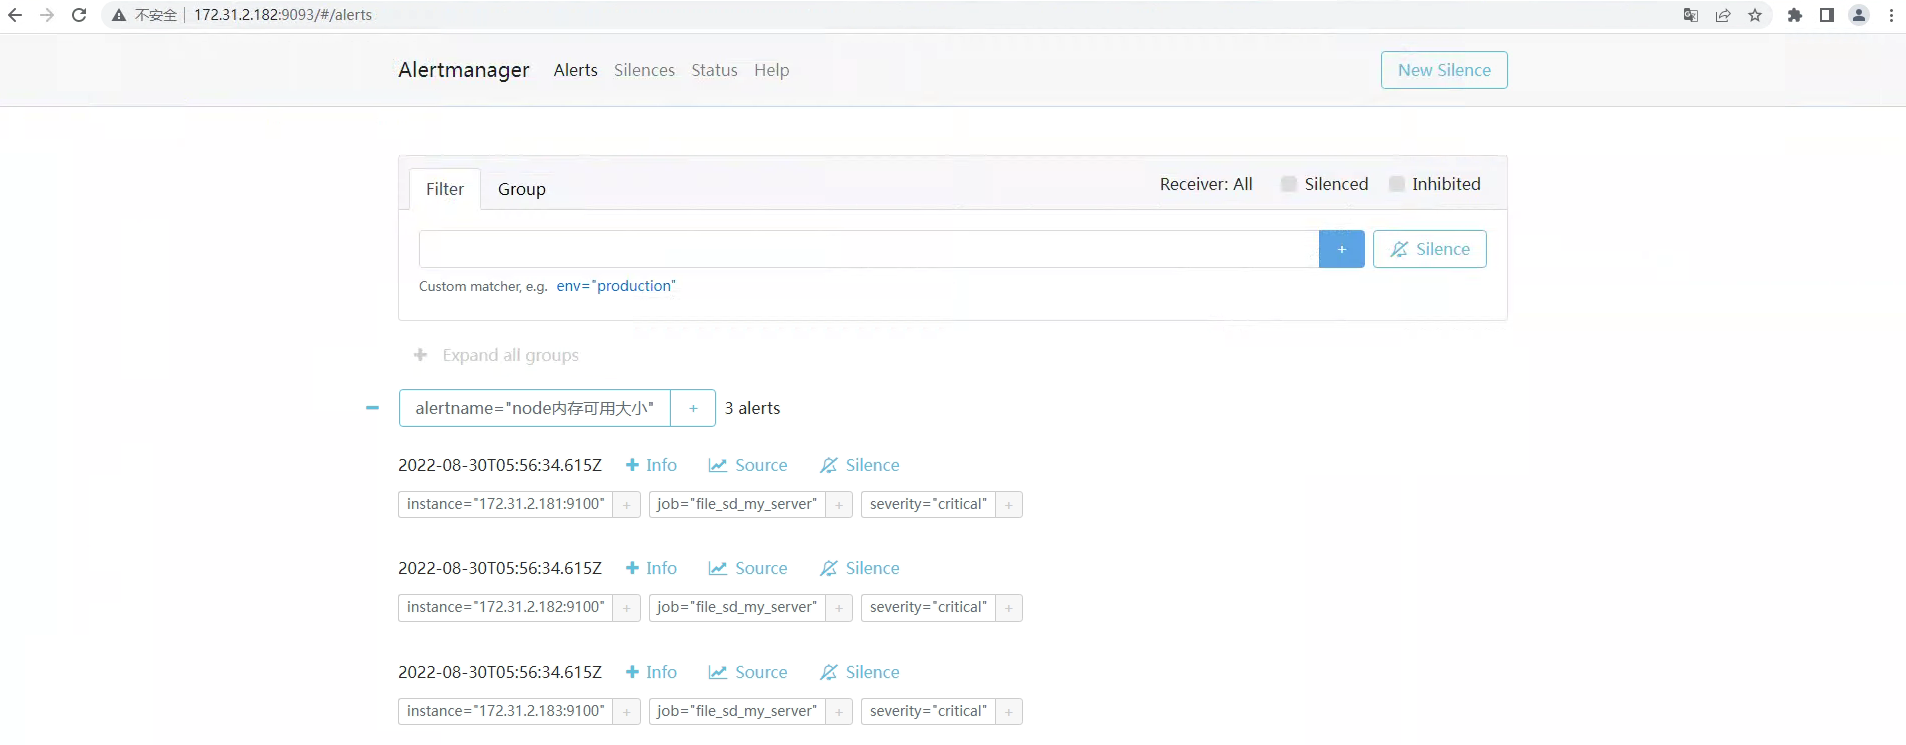 不安全 172.31.2.182:9093/#/alerts
Alertmanager Alerts Silences Status Help New Silence
Filter Group Receiver: All Silenced Inhibited
+ Silence
Custom matcher, e.g. env="production"
+ Expand all groups
− alertname="node内存可用大小" + 3 alerts
2022-08-30T05:56:34.615Z + Info Source Silence
instance="172.31.2.181:9100" + job="file_sd_my_server" + severity="critical" +
2022-08-30T05:56:34.615Z + Info Source Silence
instance="172.31.2.182:9100" + job="file_sd_my_server" + severity="critical" +
2022-08-30T05:56:34.615Z + Info Source Silence
instance="172.31.2.183:9100" + job="file_sd_my_server" + severity="critical" +